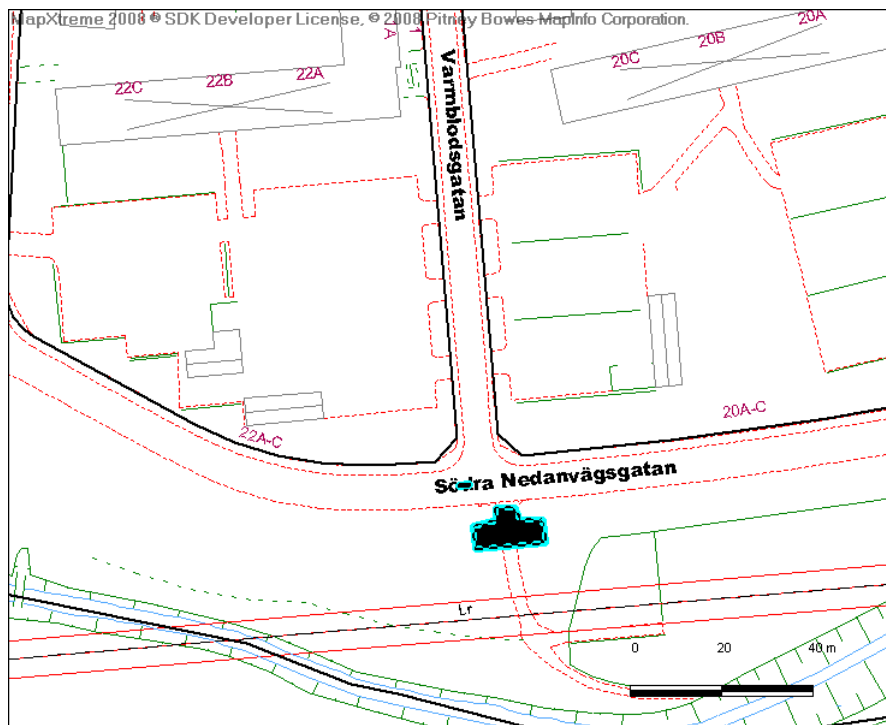 MapXtreme 2008 ® SDK Developer License, © 2008 Pitney Bowes MapInfo Corporation.
20A
20B
20C
22A
22B
22C
Varmblodsgatan
20A-C
22A-C
Södra Nedanvägsgatan
Lr
0 20 40 m